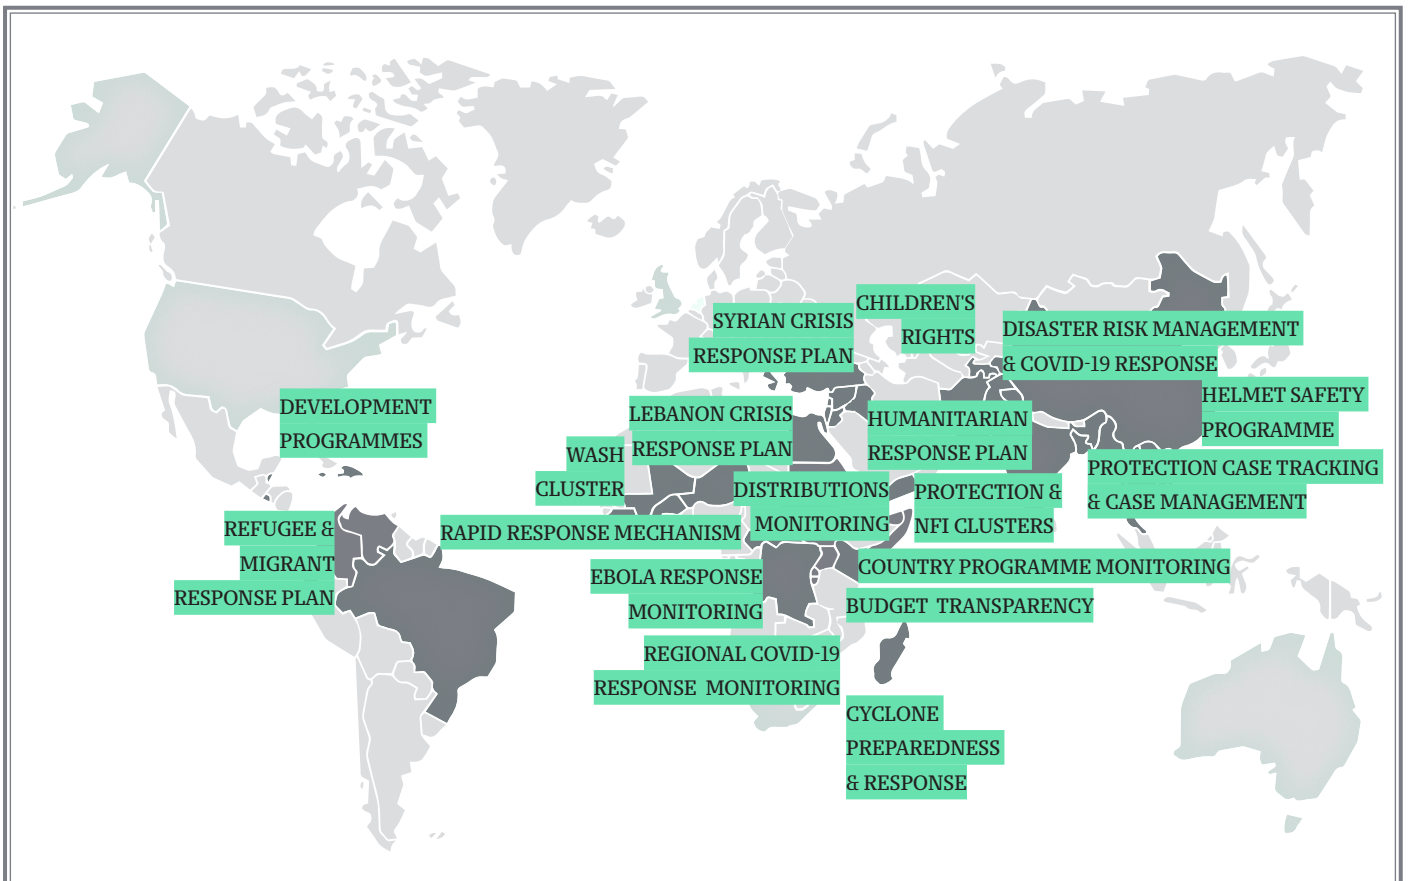 CHILDREN'S
RIGHTS
SYRIAN CRISIS
RESPONSE PLAN
DISASTER RISK MANAGEMENT
& COVID-19 RESPONSE
HELMET SAFETY
PROGRAMME
DEVELOPMENT
PROGRAMMES
LEBANON CRISIS
RESPONSE PLAN
HUMANITARIAN
RESPONSE PLAN
WASH
CLUSTER
PROTECTION CASE TRACKING
& CASE MANAGEMENT
DISTRIBUTIONS
MONITORING
PROTECTION &
NFI CLUSTERS
REFUGEE &
MIGRANT
RESPONSE PLAN
RAPID RESPONSE MECHANISM
COUNTRY PROGRAMME MONITORING
EBOLA RESPONSE
MONITORING
BUDGET TRANSPARENCY
REGIONAL COVID-19
RESPONSE MONITORING
CYCLONE
PREPAREDNESS
& RESPONSE